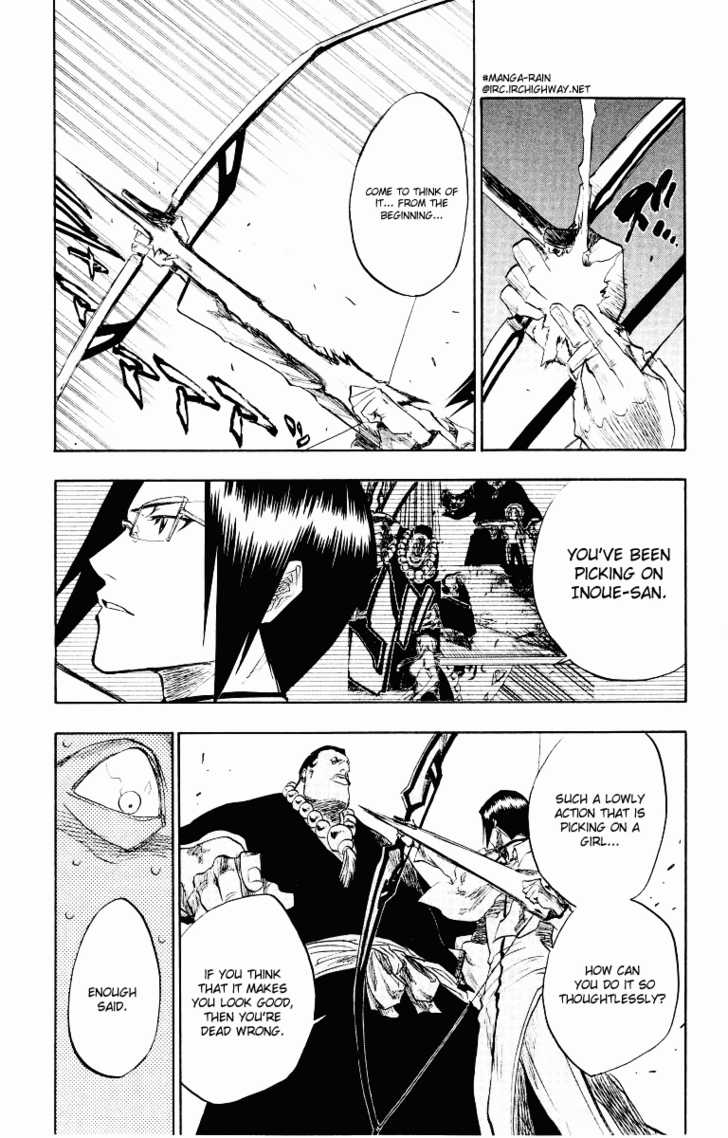 #MANGA-RAIN
@IRC.IRCHIGHWAY.NET
COME TO THINK OF
IT... FROM THE
BEGINNING...
YOU'VE BEEN
PICKING ON
INOUE-SAN.
SUCH A LOWLY
ACTION THAT IS
PICKING ON A
GIRL...
HOW CAN
YOU DO IT SO
THOUGHTLESSLY?
IF YOU THINK
THAT IT MAKES
YOU LOOK GOOD,
THEN YOU'RE
DEAD WRONG.
ENOUGH
SAID.